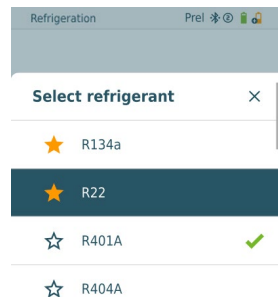 Refrigeration Prel
Select refrigerant
R134a
R22
R401A
R404A